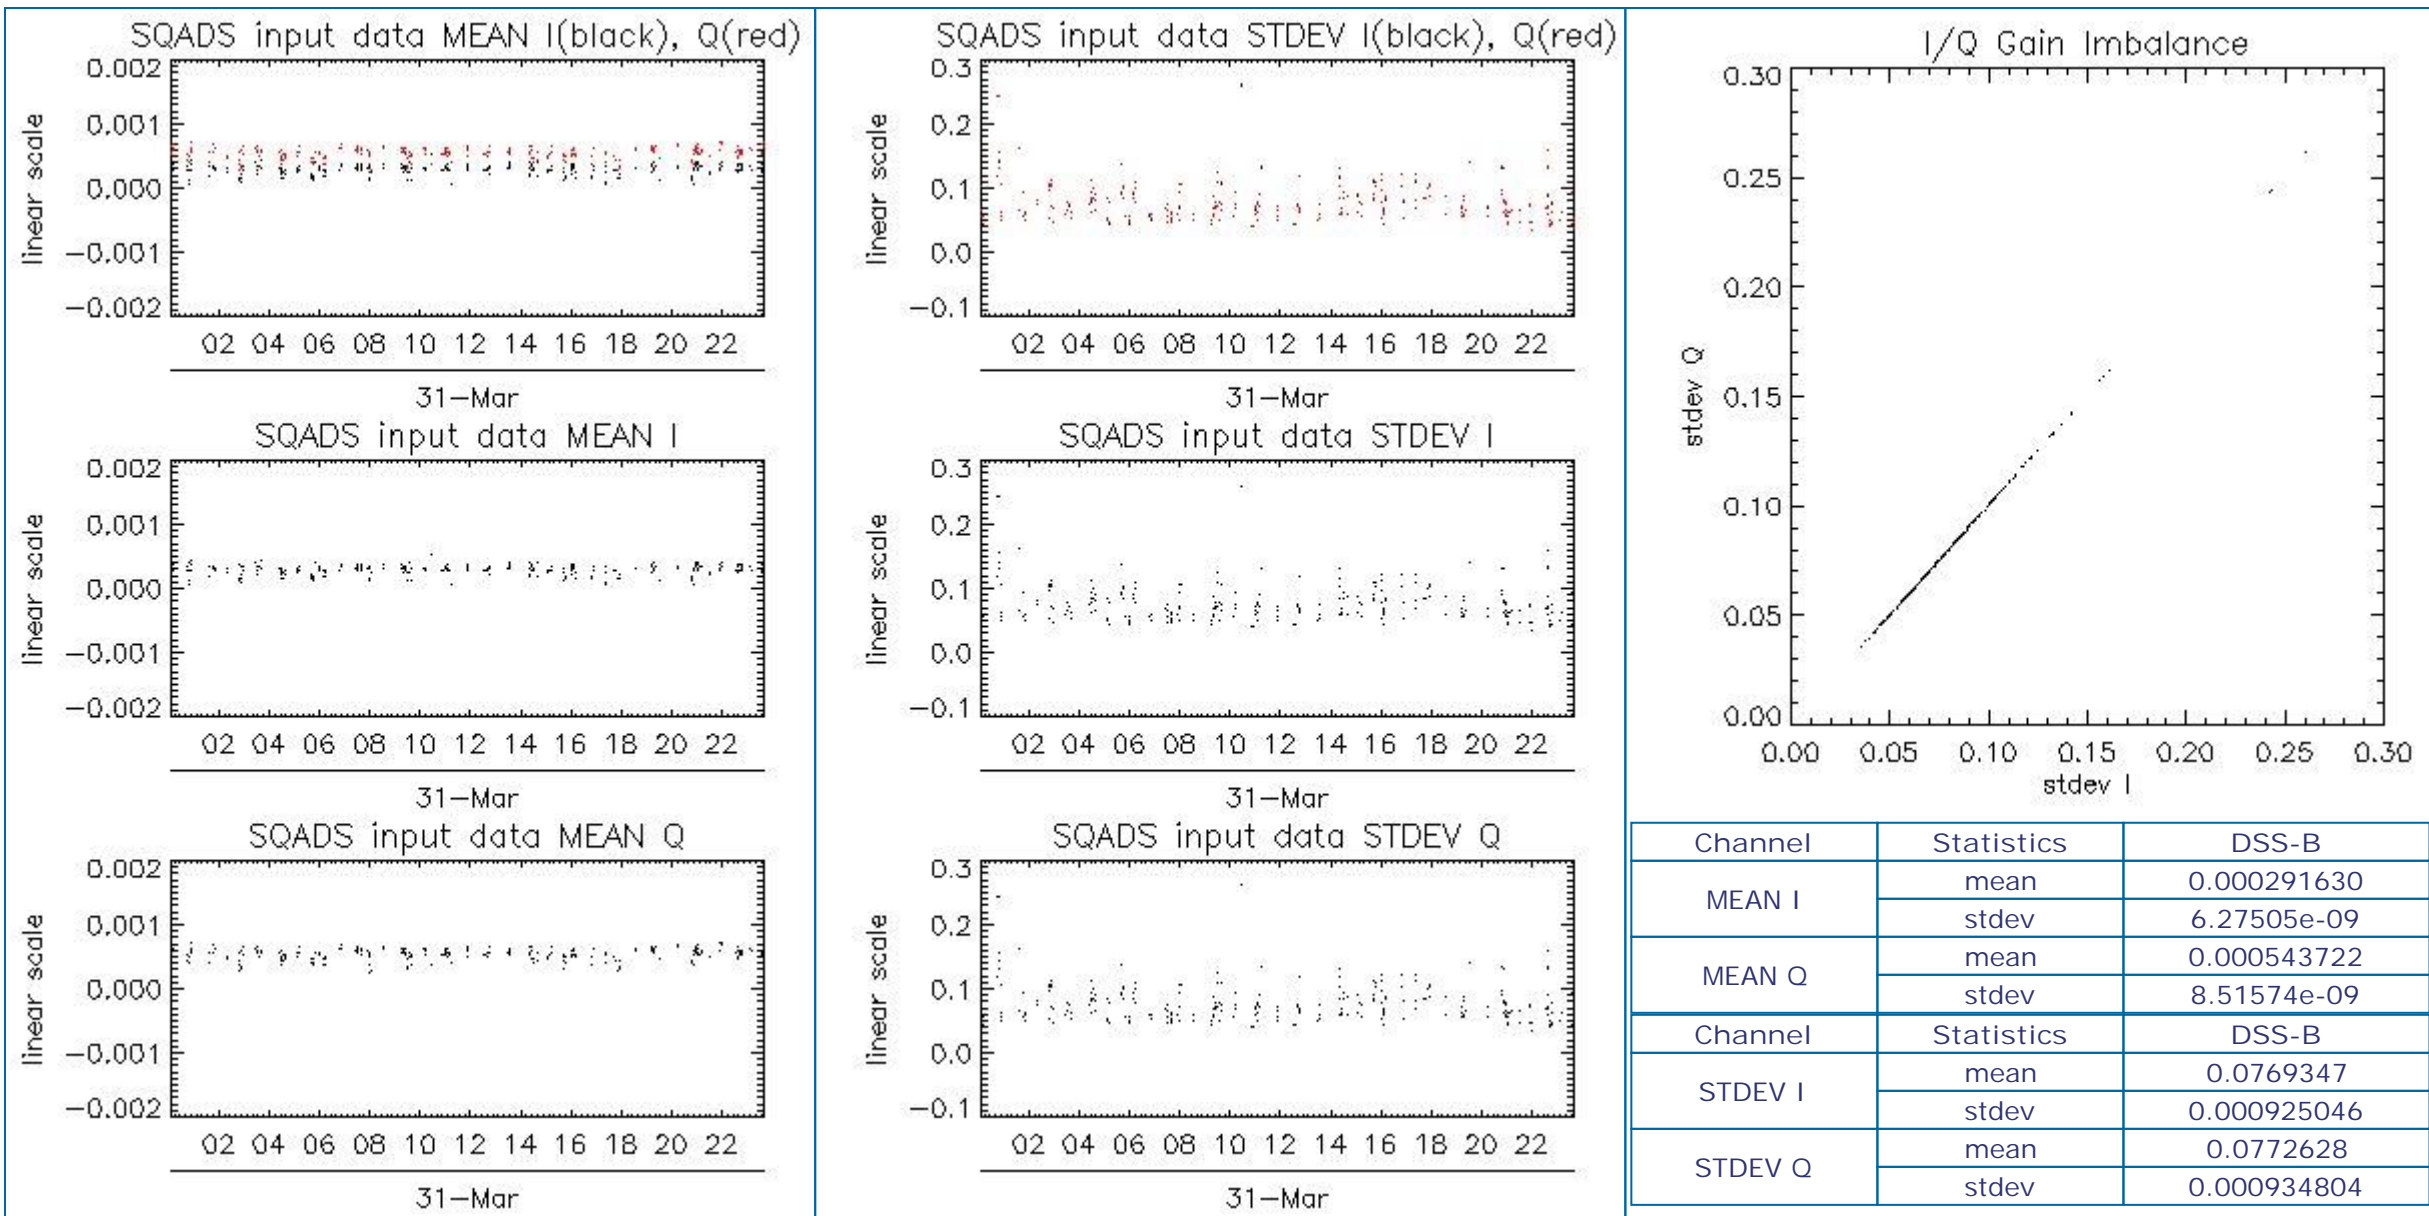 SQADS input data MEAN I(black), Q(red)
linear scale
0.002
0.001
0.000
−0.001
−0.002
02 04 06 08 10 12 14 16 18 20 22
31−Mar
SQADS input data MEAN I
linear scale
0.002
0.001
0.000
−0.001
−0.002
02 04 06 08 10 12 14 16 18 20 22
31−Mar
SQADS input data MEAN Q
linear scale
0.002
0.001
0.000
−0.001
−0.002
02 04 06 08 10 12 14 16 18 20 22
31−Mar
SQADS input data STDEV I(black), Q(red)
linear scale
0.3
0.2
0.1
0.0
−0.1
02 04 06 08 10 12 14 16 18 20 22
31−Mar
SQADS input data STDEV I
linear scale
0.3
0.2
0.1
0.0
−0.1
02 04 06 08 10 12 14 16 18 20 22
31−Mar
SQADS input data STDEV Q
linear scale
0.3
0.2
0.1
0.0
−0.1
02 04 06 08 10 12 14 16 18 20 22
31−Mar
I/Q Gain Imbalance
stdev Q
0.30
0.25
0.20
0.15
0.10
0.05
0.00
0.00 0.05 0.10 0.15 0.20 0.25 0.30
stdev I
Channel Statistics DSS-B
MEAN I mean 0.000291630
stdev 6.27505e-09
MEAN Q mean 0.000543722
stdev 8.51574e-09
Channel Statistics DSS-B
STDEV I mean 0.0769347
stdev 0.000925046
STDEV Q mean 0.0772628
stdev 0.000934804